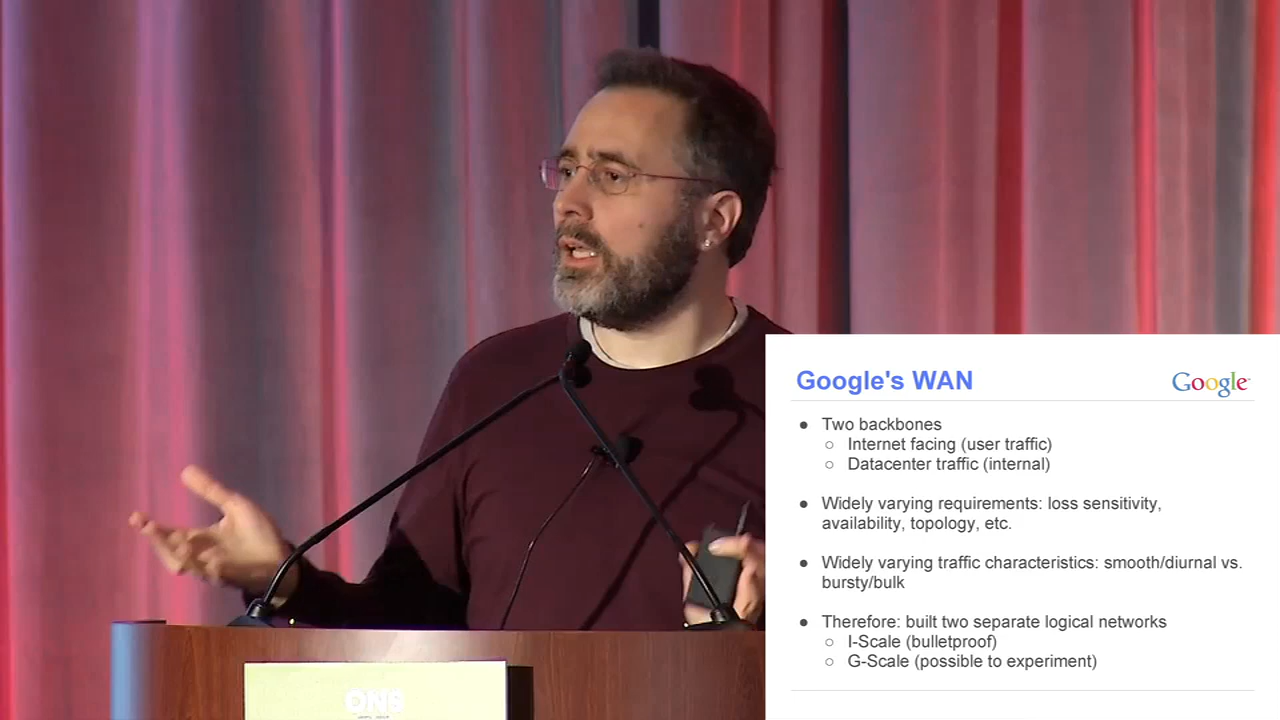 Google's WAN
Google
● Two backbones
○ Internet facing (user traffic)
○ Datacenter traffic (internal)
● Widely varying requirements: loss sensitivity,
availability, topology, etc.
● Widely varying traffic characteristics: smooth/diurnal vs.
bursty/bulk
● Therefore: built two separate logical networks
○ I-Scale (bulletproof)
○ G-Scale (possible to experiment)
ONS